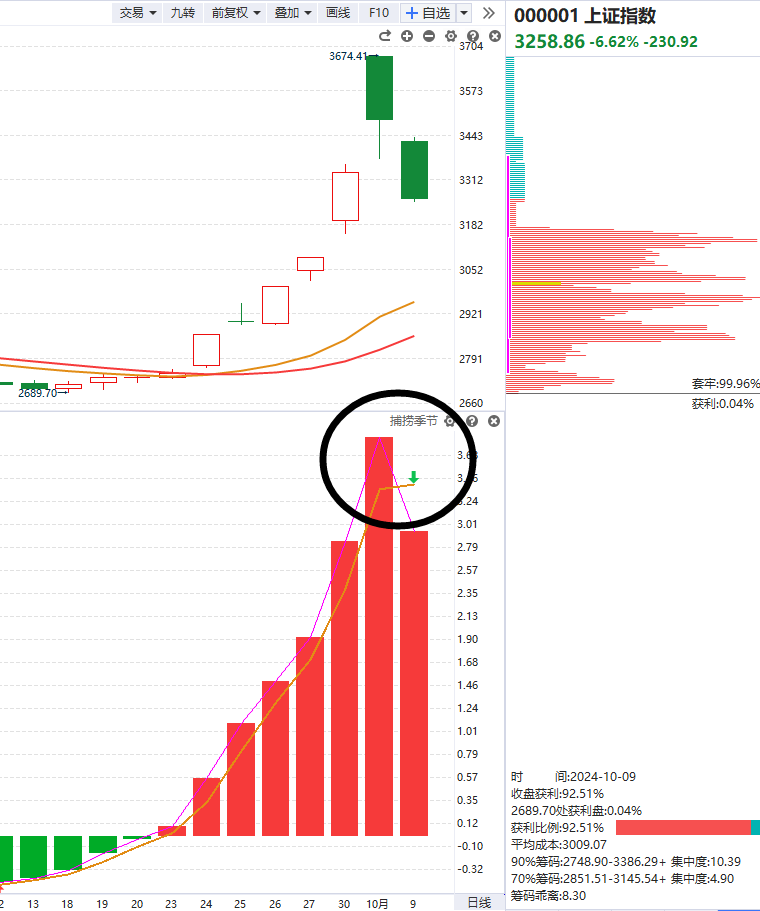 交易 九转 前复权 叠加 画线 F10 自选
000001 上证指数
3258.86 -6.62% -230.92
3704
3674.41
3573
3443
3312
3182
3052
2921
2791
2689.70
2660
套牢:99.96%
获利:0.04%
捕捞季节
3.01
2.79
2.57
2.35
2.13
1.90
1.68
1.46
1.24
1.01
0.79
0.57
0.35
0.12
-0.10
-0.32
时 间:2024-10-09
收盘获利:92.51%
2689.70处获利盘:0.04%
获利比例:92.51%
平均成本:3009.07
90%筹码:2748.90-3386.29+ 集中度:10.39
70%筹码:2851.51-3145.54+ 集中度:4.90
筹码乖离:8.30
2 13 18 19 20 23 24 25 26 27 30 10月 9 日线